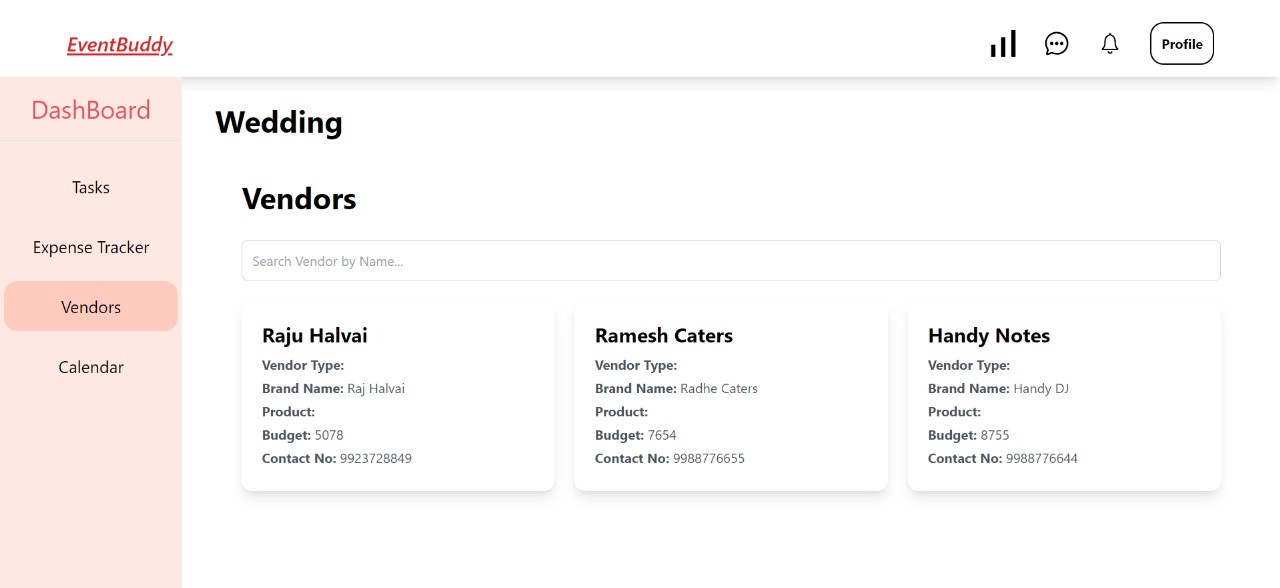 EventBuddy
Profile
DashBoard
Tasks
Expense Tracker
Vendors
Calendar
Wedding
Vendors
Search Vendor by Name...
Raju Halvai
Vendor Type:
Brand Name: Raj Halvai
Product:
Budget: 5078
Contact No: 9923728849
Ramesh Caters
Vendor Type:
Brand Name: Radhe Caters
Product:
Budget: 7654
Contact No: 9988776655
Handy Notes
Vendor Type:
Brand Name: Handy DJ
Product:
Budget: 8755
Contact No: 9988776644